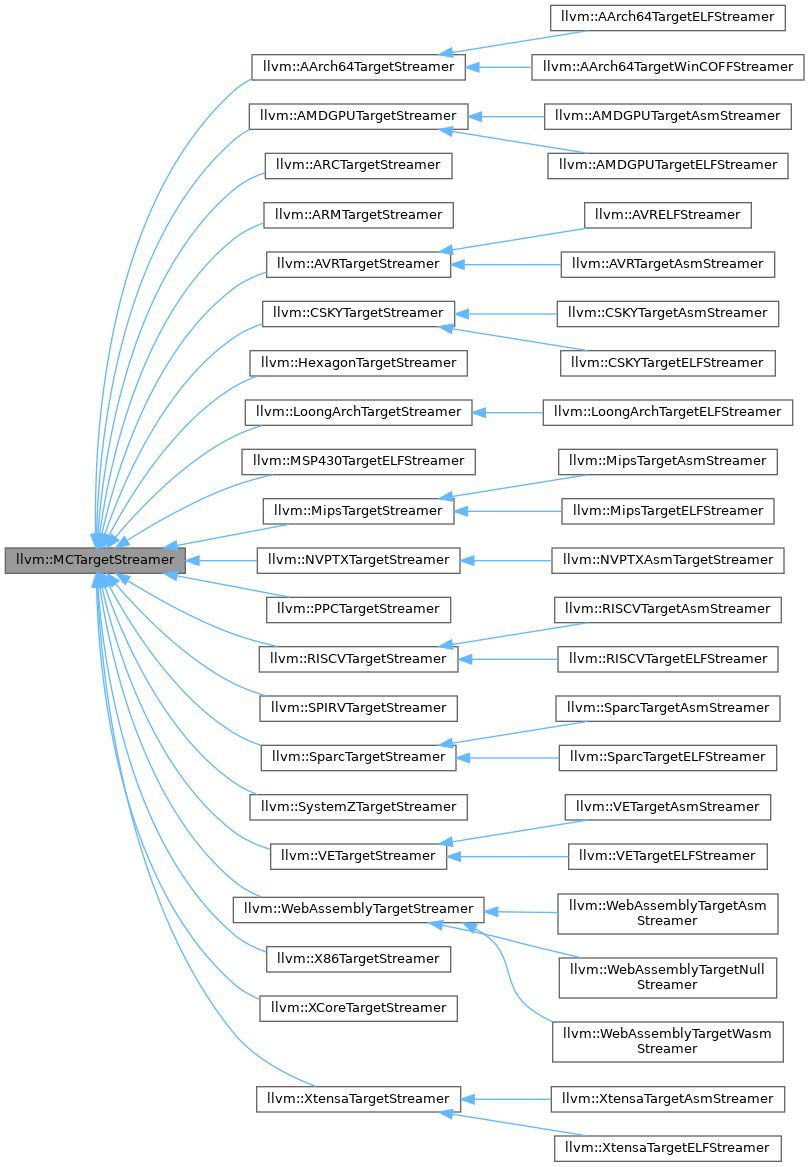 llvm::AArch64TargetELFStreamer
llvm::AArch64TargetStreamer
llvm::AArch64TargetWinCOFFStreamer
llvm::AMDGPUTargetStreamer
llvm::AMDGPUTargetAsmStreamer
llvm::AMDGPUTargetELFStreamer
llvm::ARCTargetStreamer
llvm::ARMTargetStreamer
llvm::AVRELFStreamer
llvm::AVRTargetStreamer
llvm::AVRTargetAsmStreamer
llvm::CSKYTargetStreamer
llvm::CSKYTargetAsmStreamer
llvm::HexagonTargetStreamer
llvm::CSKYTargetELFStreamer
llvm::LoongArchTargetStreamer
llvm::LoongArchTargetELFStreamer
llvm::MSP430TargetELFStreamer
llvm::MipsTargetAsmStreamer
llvm::MipsTargetStreamer
llvm::MipsTargetELFStreamer
llvm::MCTargetStreamer
llvm::NVPTXTargetStreamer
llvm::NVPTXAsmTargetStreamer
llvm::PPCTargetStreamer
llvm::RISCVTargetAsmStreamer
llvm::RISCVTargetStreamer
llvm::RISCVTargetELFStreamer
llvm::SPIRVTargetStreamer
llvm::SparcTargetAsmStreamer
llvm::SparcTargetStreamer
llvm::SparcTargetELFStreamer
llvm::SystemZTargetStreamer
llvm::VETargetAsmStreamer
llvm::VETargetStreamer
llvm::VETargetELFStreamer
llvm::WebAssemblyTargetStreamer
llvm::WebAssemblyTargetAsm
Streamer
llvm::X86TargetStreamer
llvm::WebAssemblyTargetNull
Streamer
llvm::XCoreTargetStreamer
llvm::WebAssemblyTargetWasm
Streamer
llvm::XtensaTargetStreamer
llvm::XtensaTargetAsmStreamer
llvm::XtensaTargetELFStreamer